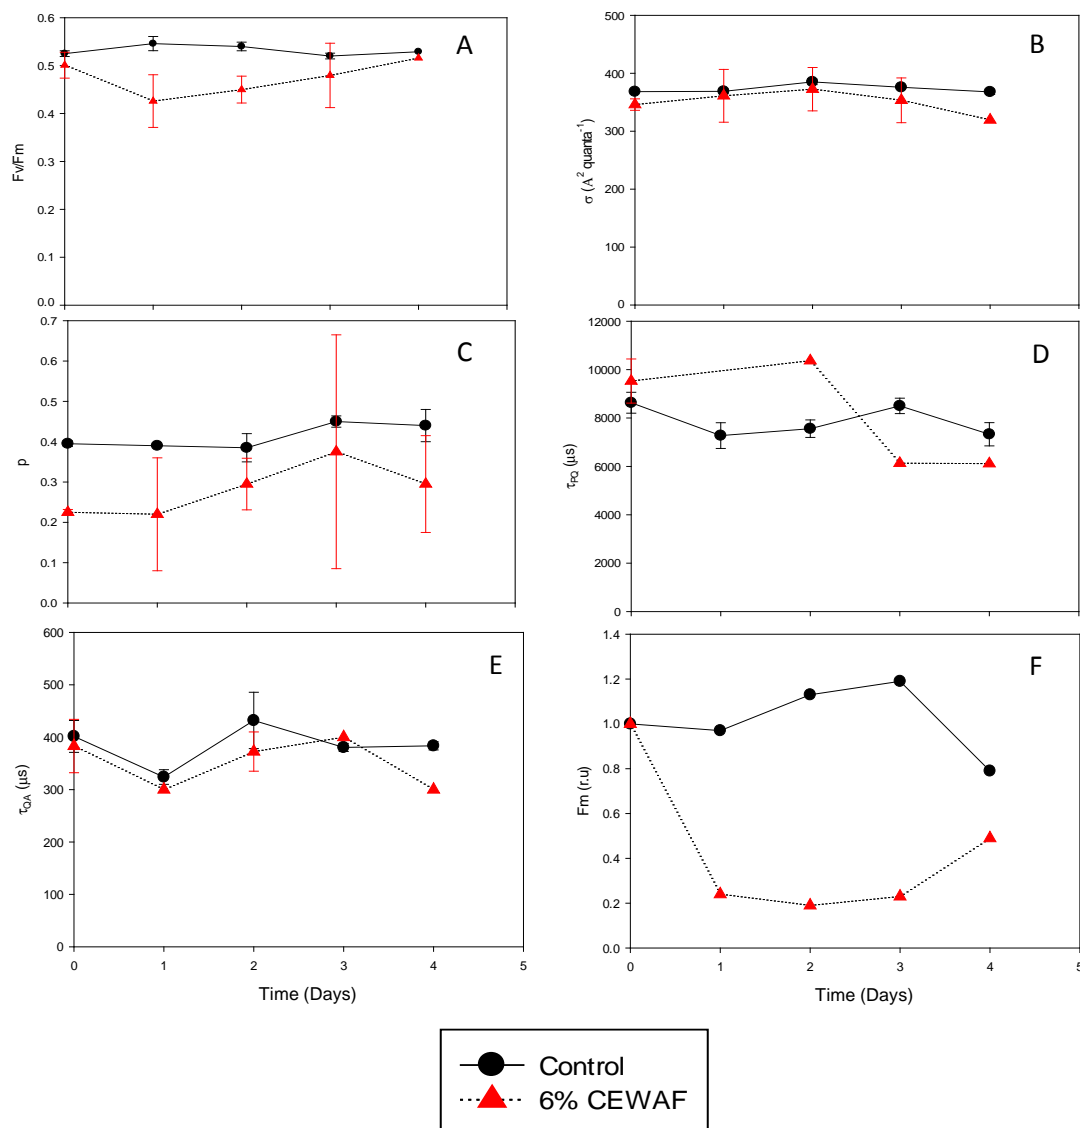 A
0.6
0.5
0.4
0.3
0.2
0.1
0.0
Fv/Fm
B
500
400
300
200
100
0
σ (A² quanta⁻¹)
C
0.7
0.6
0.5
0.4
0.3
0.2
0.1
0.0
p
D
12000
10000
8000
6000
4000
2000
0
τPQ (µs)
E
600
500
400
300
200
100
0
τQA (µs)
0 1 2 3 4 5
Time (Days)
F
1.4
1.2
1.0
0.8
0.6
0.4
0.2
0.0
Fm (r.u)
0 1 2 3 4 5
Time (Days)
Control
6% CEWAF